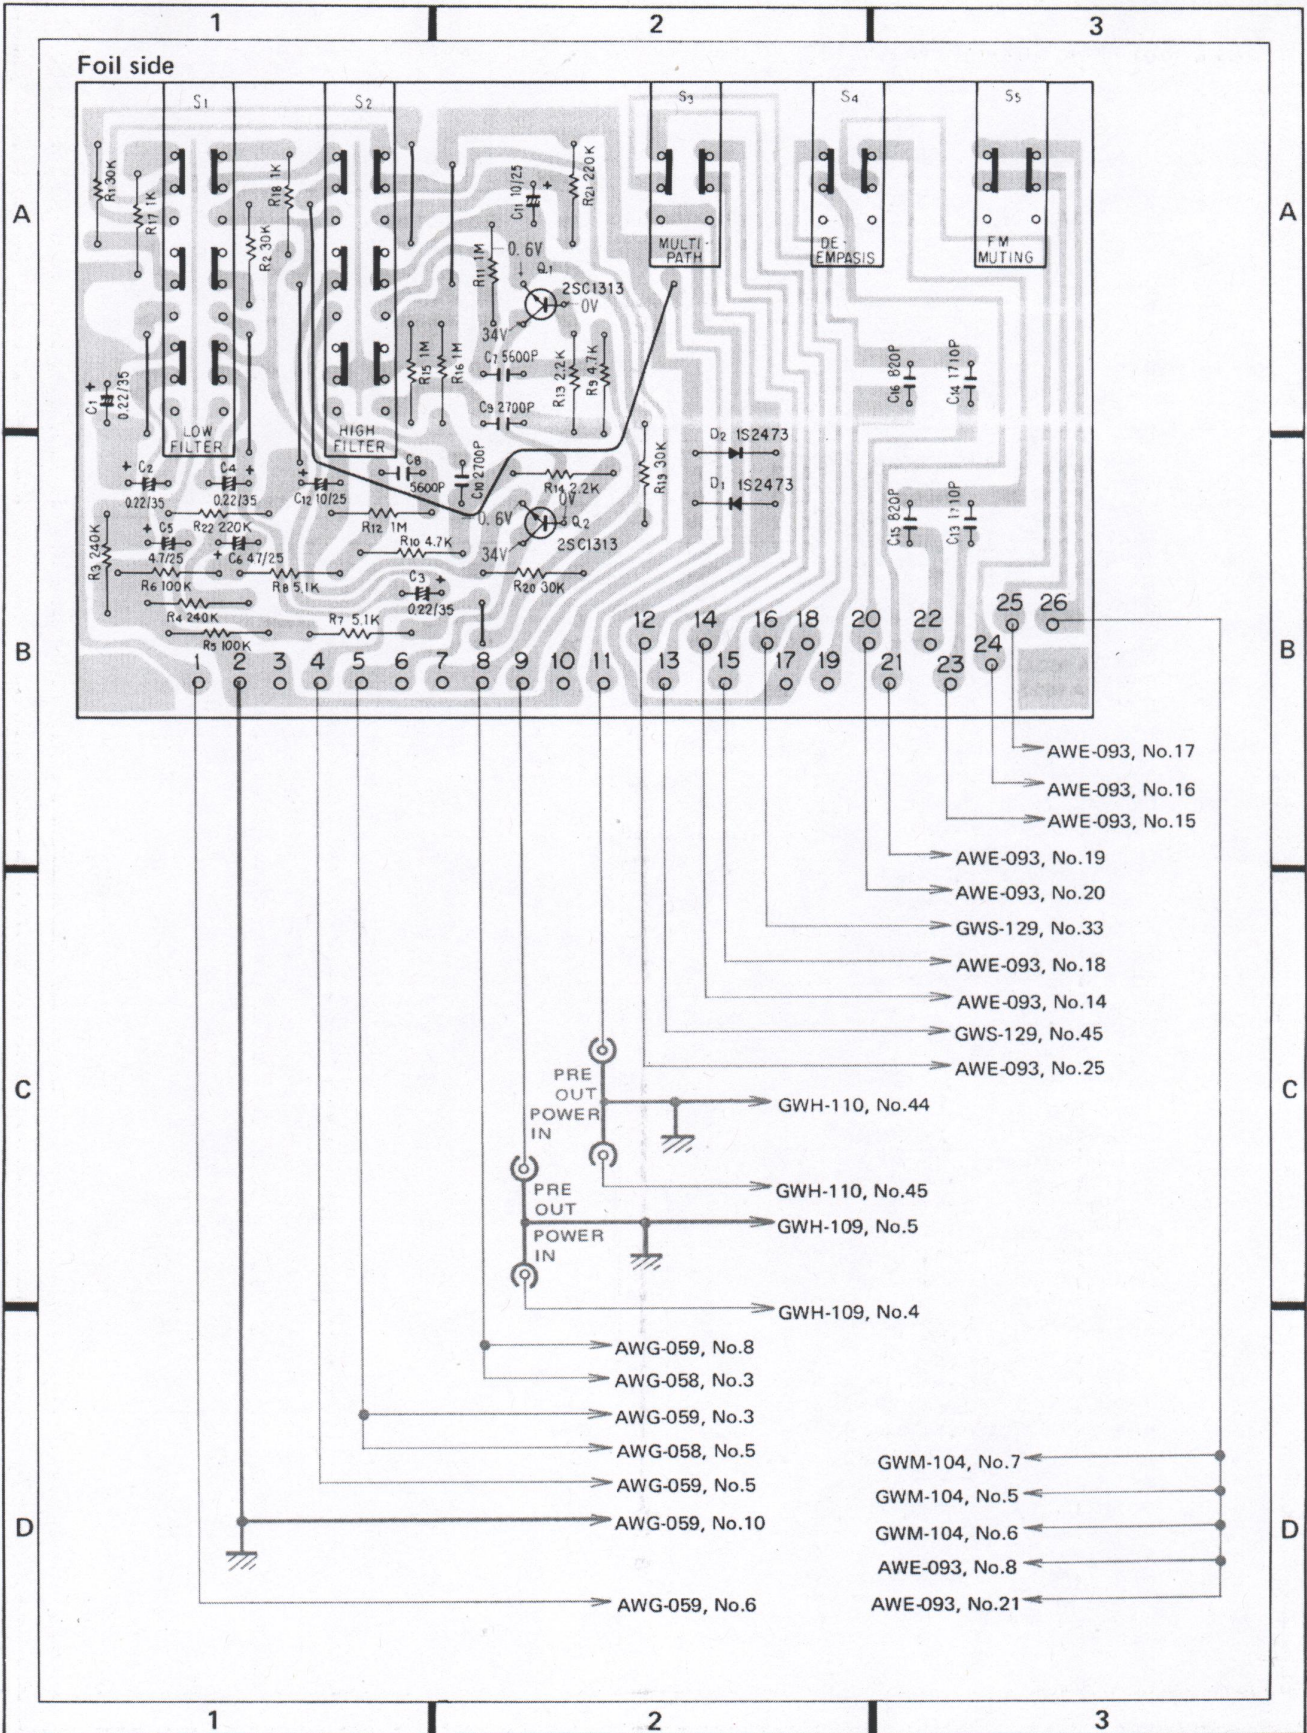 1 2 3
Foil side
S1 S2 S3 S4 S5
A A
R1 30K
R17 1K
R18 1K
R2 30K
C11 10/25 +
R21 220K
MULTI-
PATH
DE-
EMPASIS
FM
MUTING
R11 1M
0.6V
Q1
2SC1313
0V
34V
C1 +
0.22/35
R15 1M
R16 1M
C7 5600P
C9 2700P
R13 2.2K
R9 4.7K
C16 820P
C14 1710P
LOW
FILTER
HIGH
FILTER
D2 1S2473
+ C2
0.22/35
C4 +
0.22/35
+
C12 10/25
C8
5600P
C10 2700P
R14 2.2K
R19 30K
D1 1S2473
R22 220K
R12 1M
0V
0.6V
Q2
2SC1313
34V
C15 820P
C13 1710P
R3 240K
+ C5
4.7/25
+
C6 47/25
R10 4.7K
R6 100K
R8 5.1K
C3 +
0.22/35
R20 30K
R4 240K
R5 100K
R7 5.1K
B B
12 14 16 18 20 22 25 26
1 2 3 4 5 6 7 8 9 10 11 13 15 17 19 21 23 24
AWE-093, No.17
AWE-093, No.16
AWE-093, No.15
AWE-093, No.19
AWE-093, No.20
GWS-129, No.33
AWE-093, No.18
AWE-093, No.14
GWS-129, No.45
AWE-093, No.25
C C
PRE
OUT
POWER
IN
GWH-110, No.44
GWH-110, No.45
PRE
OUT
POWER
IN
GWH-109, No.5
GWH-109, No.4
AWG-059, No.8
AWG-058, No.3
AWG-059, No.3
AWG-058, No.5
AWG-059, No.5
AWG-059, No.10
AWG-059, No.6
GWM-104, No.7
GWM-104, No.5
GWM-104, No.6
AWE-093, No.8
AWE-093, No.21
D D
1 2 3